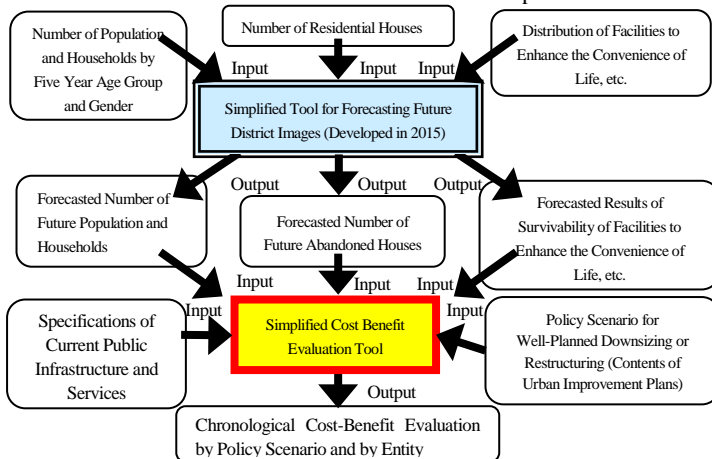 Number of Population
and Households by
Five Year Age Group
and Gender
Number of Residential Houses
Distribution of Facilities to
Enhance the Convenience of
Life, etc.
Input
Input
Input
Simplified Tool for Forecasting Future
District Images (Developed in 2015)
Output
Output
Output
Forecasted Number of
Future Population and
Households
Forecasted Number of
Future Abandoned Houses
Forecasted Results of
Survivability of Facilities to
Enhance the Convenience of
Life, etc.
Input
Input
Input
Specifications of
Current Public
Infrastructure and
Services
Input
Simplified Cost Benefit
Evaluation Tool
Input
Policy Scenario for
Well-Planned Downsizing or
Restructuring (Contents of
Urban Improvement Plans)
Output
Chronological Cost-Benefit Evaluation
by Policy Scenario and by Entity